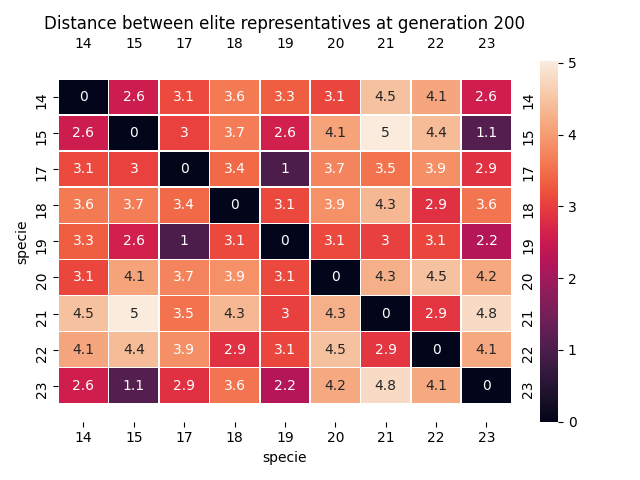 Distance between elite representatives at generation 200
14 15 17 18 19 20 21 22 23
14 0 2.6 3.1 3.6 3.3 3.1 4.5 4.1 2.6 14
15 2.6 0 3 3.7 2.6 4.1 5 4.4 1.1 15
17 3.1 3 0 3.4 1 3.7 3.5 3.9 2.9 17
18 3.6 3.7 3.4 0 3.1 3.9 4.3 2.9 3.6 18
19 3.3 2.6 1 3.1 0 3.1 3 3.1 2.2 19
20 3.1 4.1 3.7 3.9 3.1 0 4.3 4.5 4.2 20
21 4.5 5 3.5 4.3 3 4.3 0 2.9 4.8 21
22 4.1 4.4 3.9 2.9 3.1 4.5 2.9 0 4.1 22
23 2.6 1.1 2.9 3.6 2.2 4.2 4.8 4.1 0 23
14 15 17 18 19 20 21 22 23
specie
specie
5
4
3
2
1
0